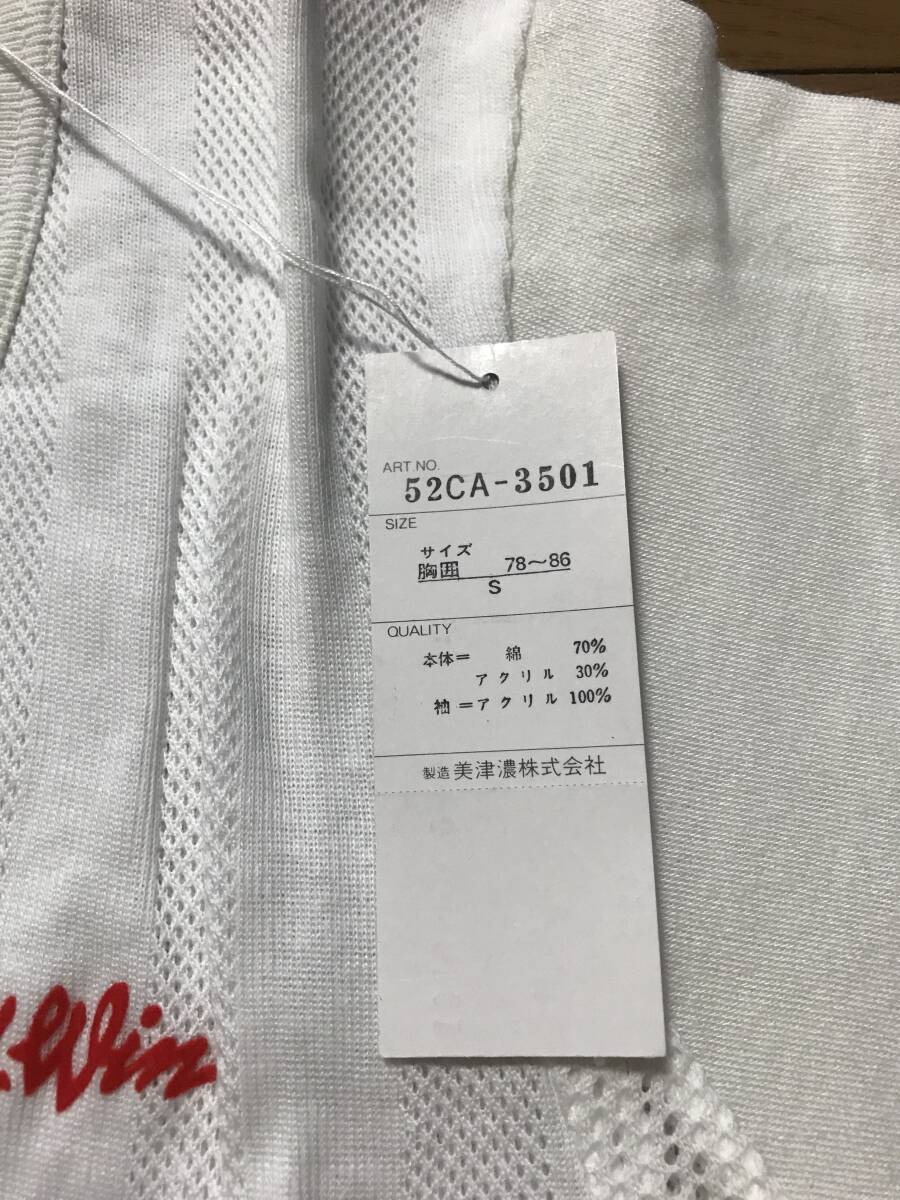 ART.NO.
52CA-3501
SIZE
サイズ
胸囲 78〜86
S
QUALITY
本体= 綿 70%
アクリル 30%
袖=アクリル 100%
製造 美津濃株式会社
.Win